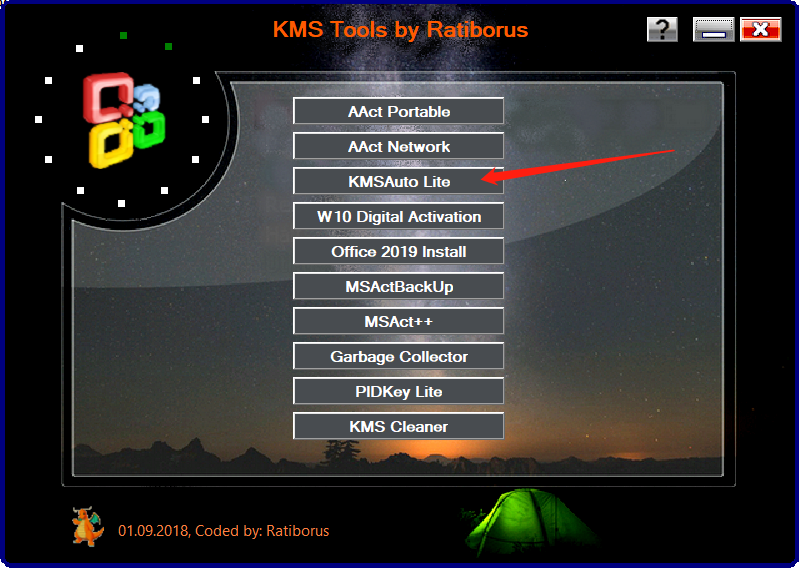 KMS Tools by Ratiborus
?
AAct Portable
AAct Network
KMSAuto Lite
W10 Digital Activation
Office 2019 Install
MSActBackUp
MSAct++
Garbage Collector
PIDKey Lite
KMS Cleaner
01.09.2018, Coded by: Ratiborus